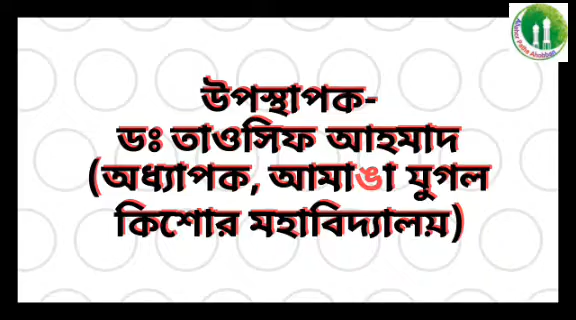 উপস্থাপক-
ডঃ তাওসিফ আহমাদ
(অধ্যাপক, আমাঙা মুগল
কিশোর মহাবিদ্যালয়)